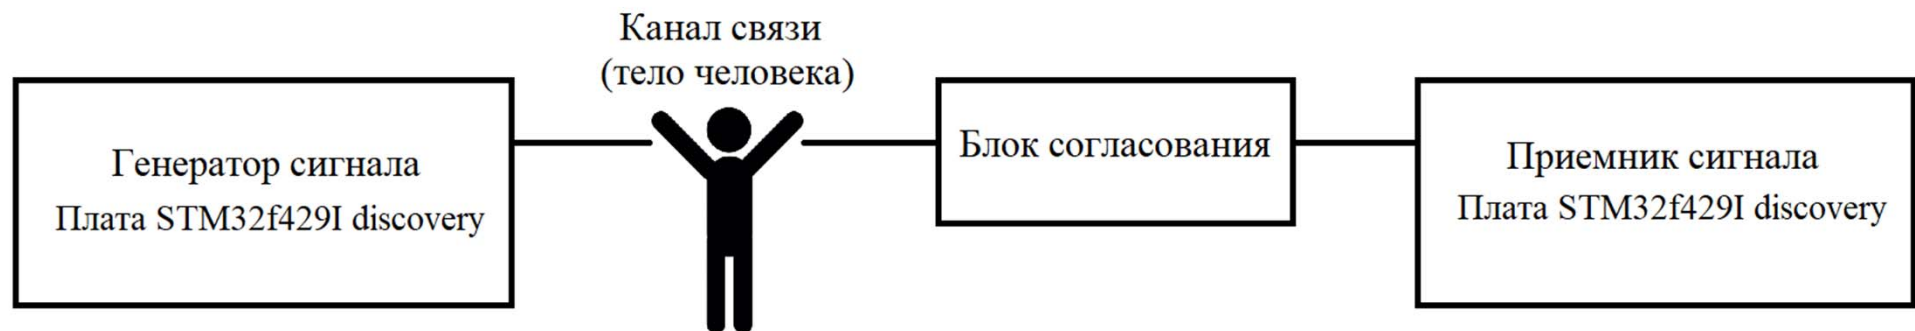 Канал связи
(тело человека)
Генератор сигнала
Плата STM32f429I discovery
Блок согласования
Приемник сигнала
Плата STM32f429I discovery